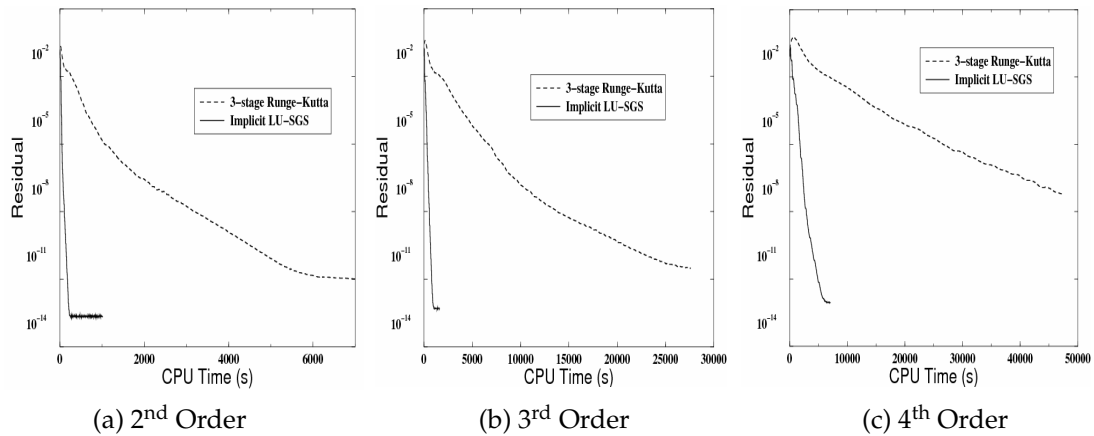 10⁻²
10⁻⁵
10⁻⁸
10⁻¹¹
10⁻¹⁴
Residual
3-stage Runge-Kutta
Implicit LU-SGS
0 2000 4000 6000
CPU Time (s)
(a) 2nd Order
10⁻²
10⁻⁵
10⁻⁸
10⁻¹¹
10⁻¹⁴
Residual
3-stage Runge-Kutta
Implicit LU-SGS
0 5000 10000 15000 20000 25000 30000
CPU Time (s)
(b) 3rd Order
10⁻²
10⁻⁵
10⁻⁸
10⁻¹¹
10⁻¹⁴
Residual
3-stage Runge-Kutta
Implicit LU-SGS
0 10000 20000 30000 40000 50000
CPU Time (s)
(c) 4th Order